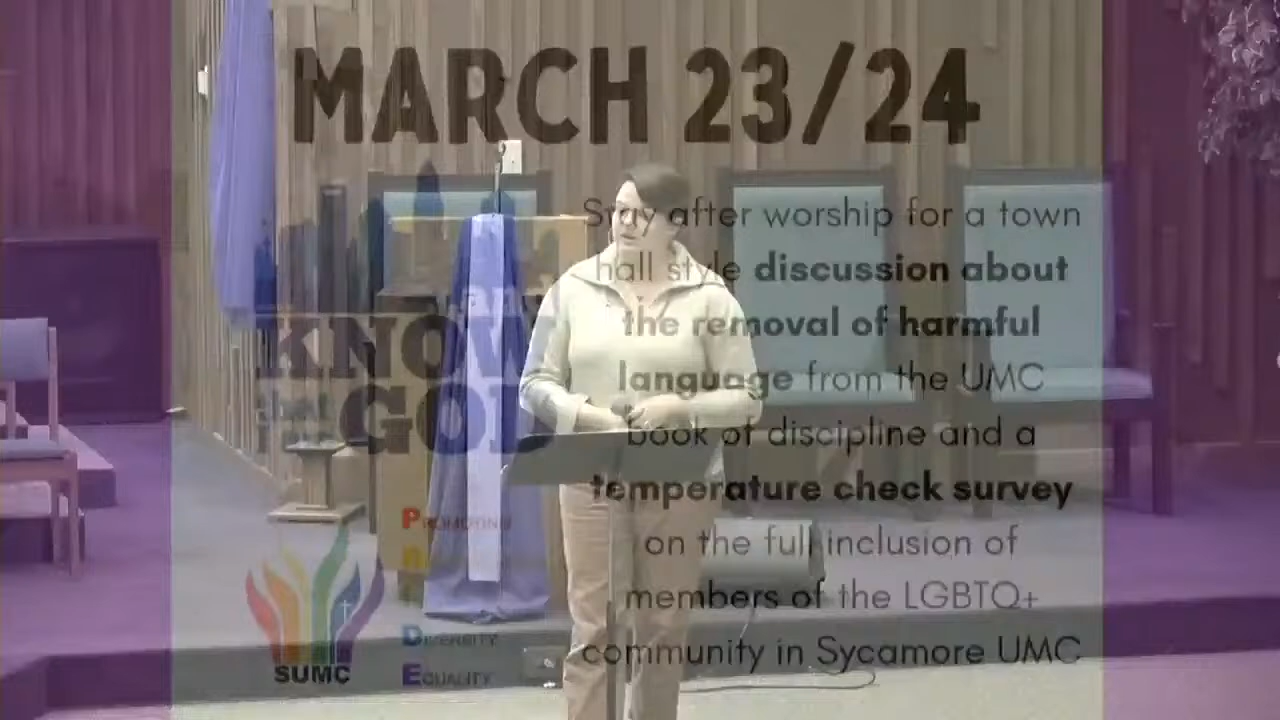 MARCH 23/24
Stay after worship for a town
hall style discussion about
the removal of harmful
language from the UMC
book of discipline and a
temperature check survey
on the full inclusion of
members of the LGBTQ+
community in Sycamore UMC
KNOW
GOD
PROMOTING
DIVERSITY
EQUALITY
SUMC